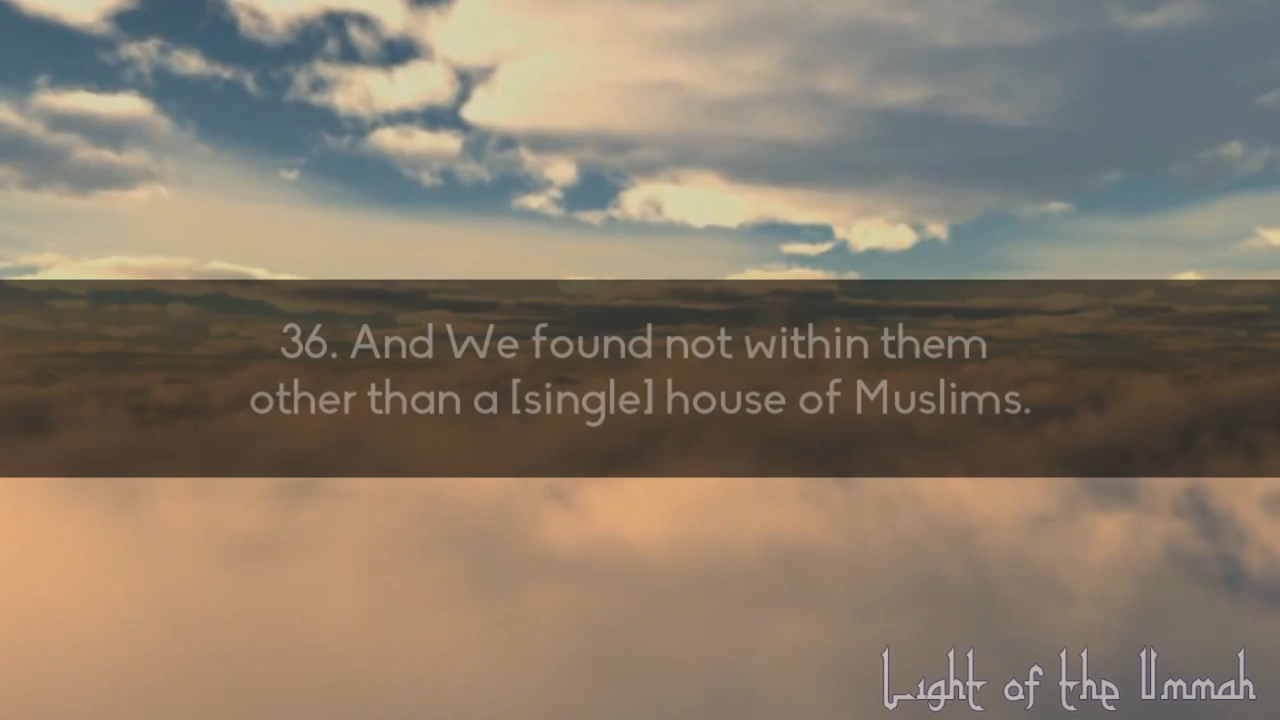 36. And We found not within them
other than a [single] house of Muslims.
Light of the Ummah